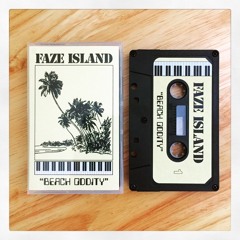 FAZE ISLAND
"BEACH ODDITY"
"BEACH ODDITY"
FAZE ISLAND